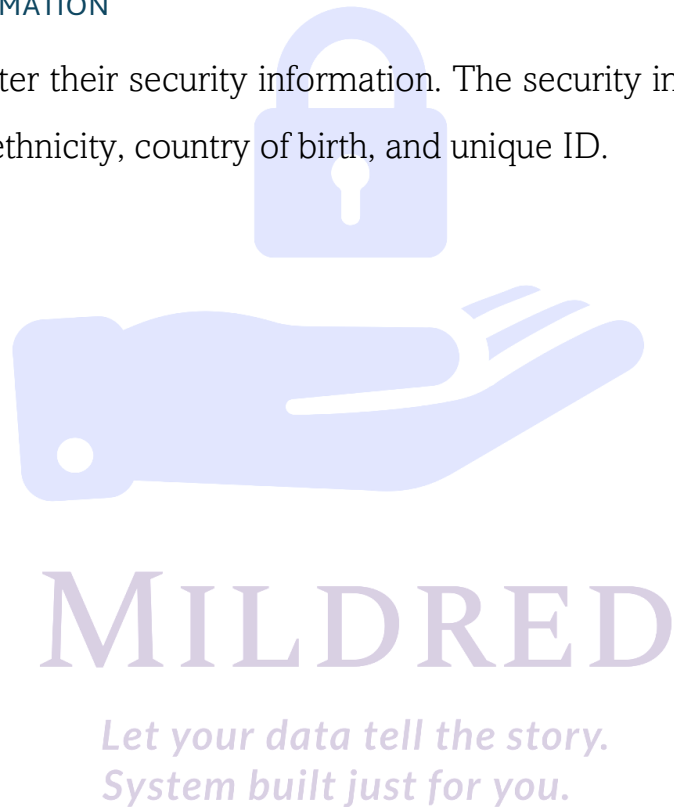 MATION
ter their security information. The security in
ethnicity, country of birth, and unique ID.
MILDRED
Let your data tell the story.
System built just for you.